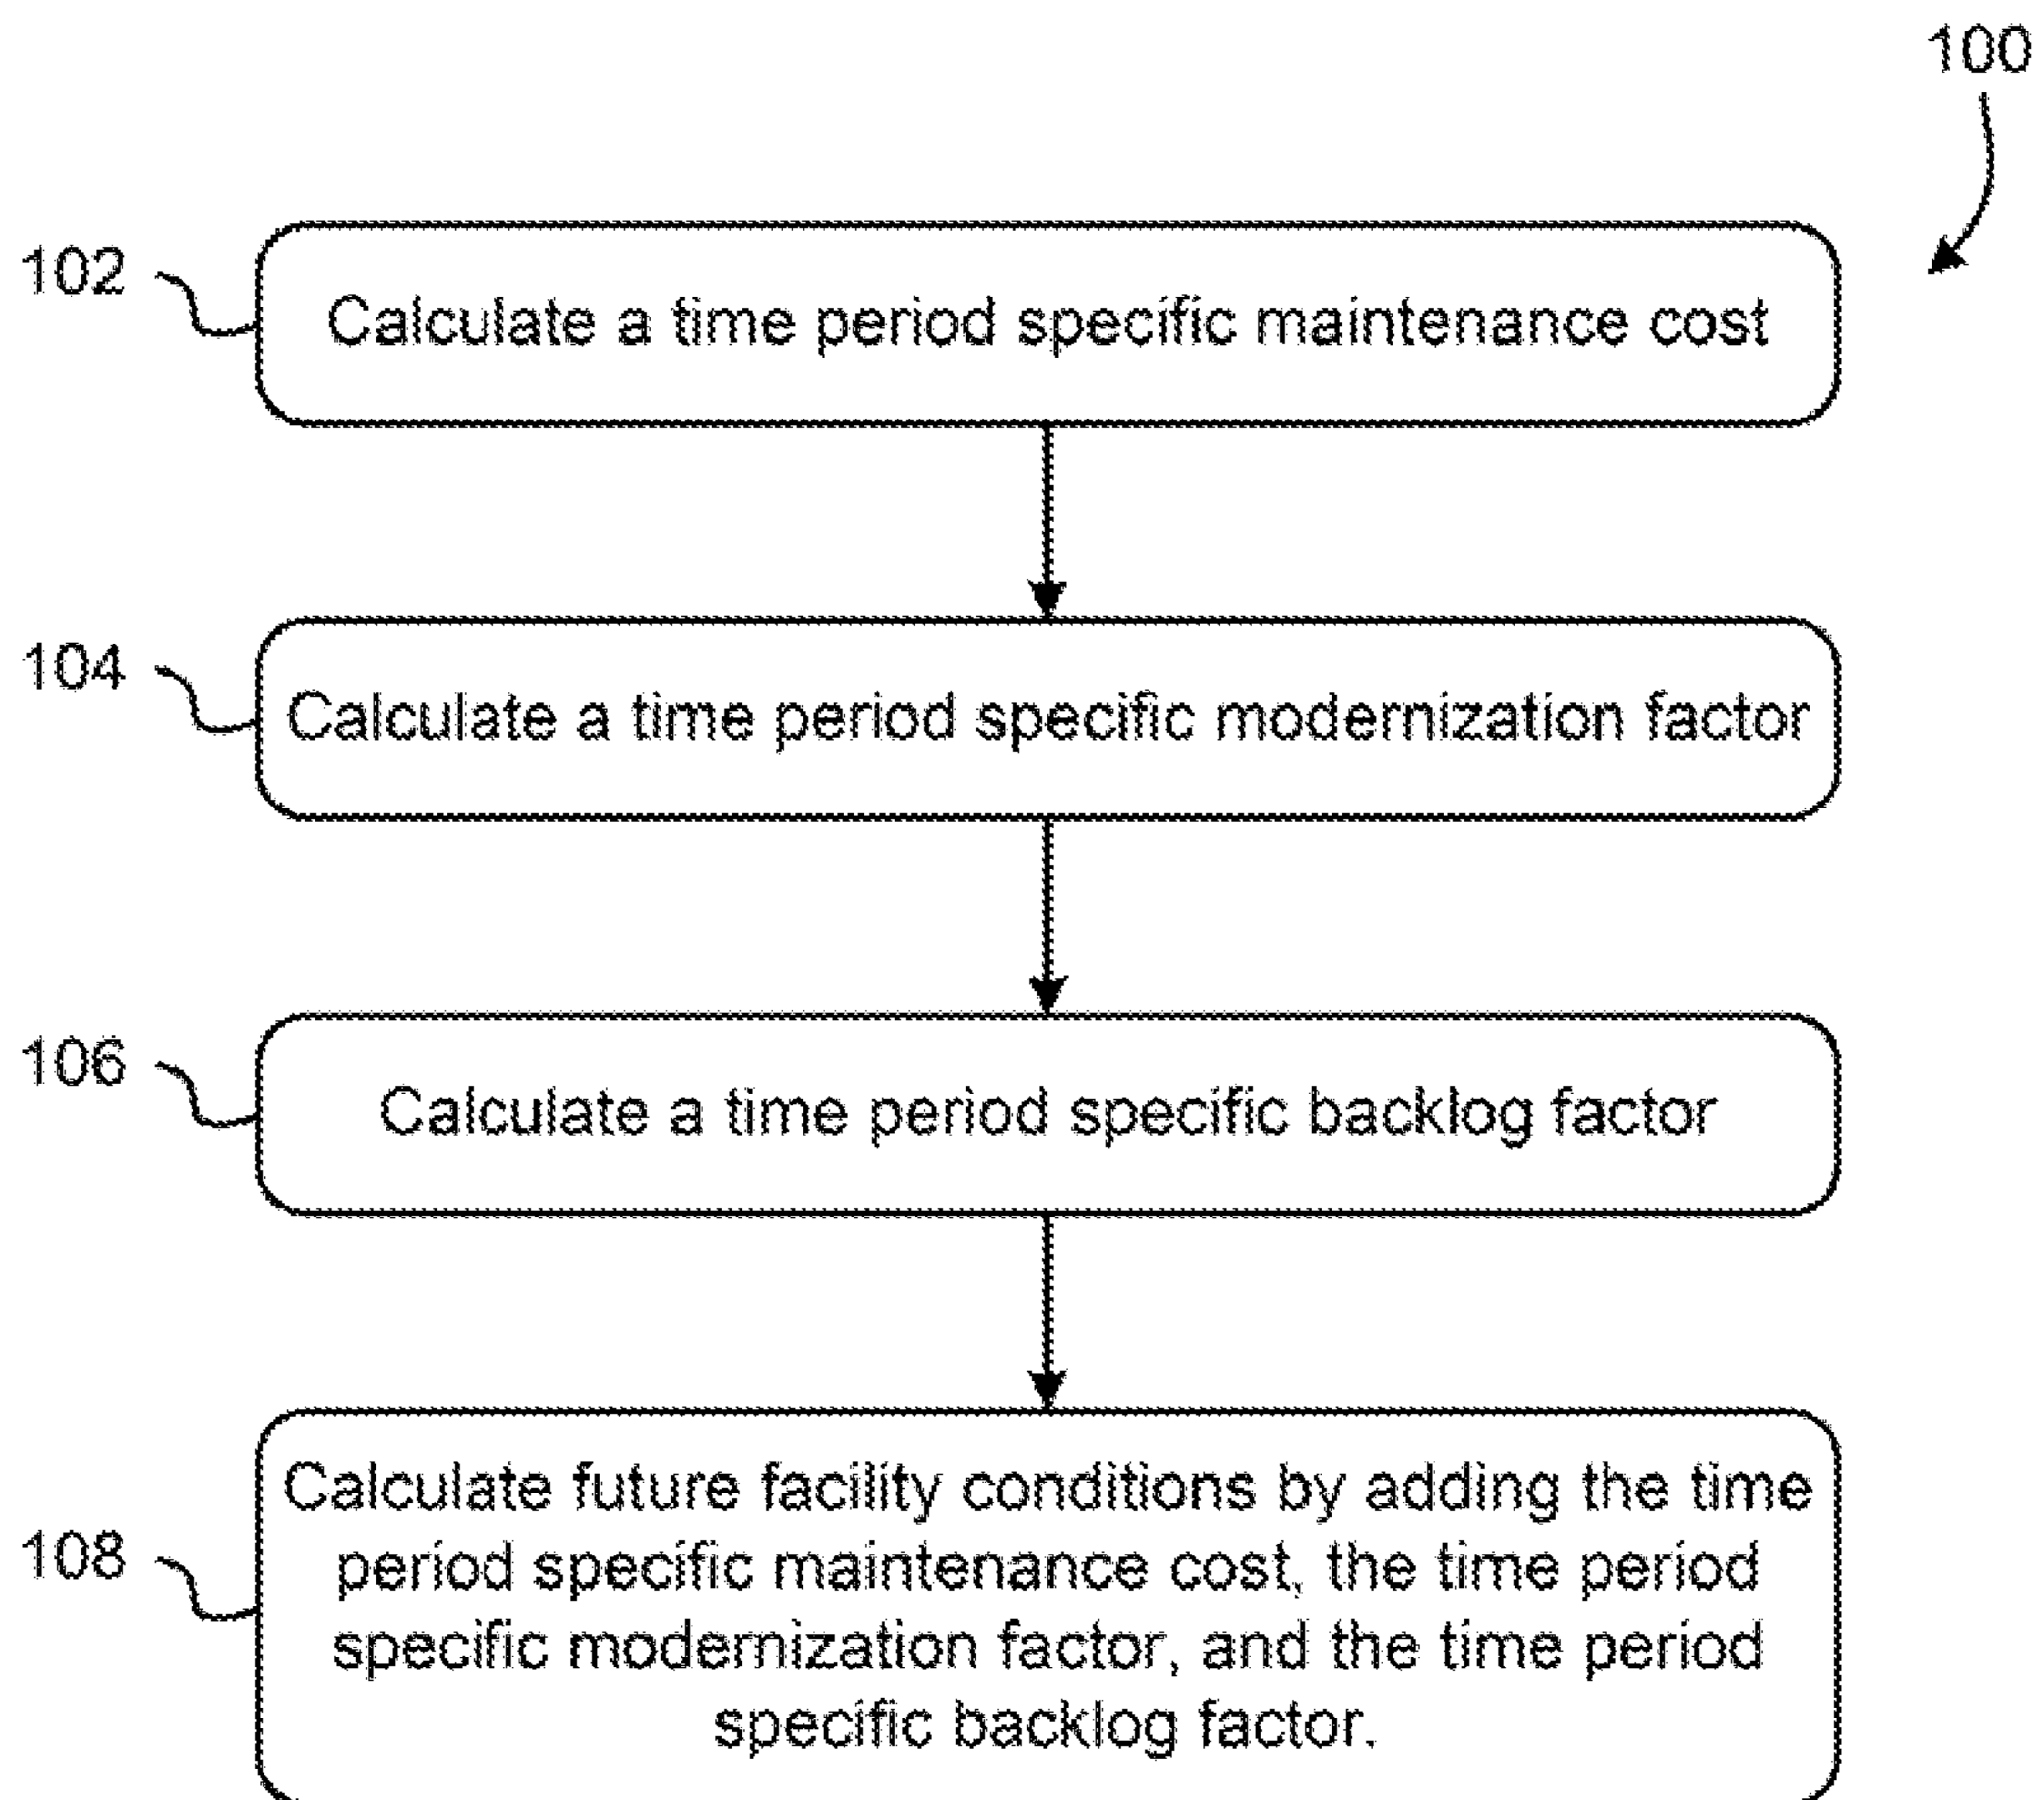 100
102
Calculate a time period specific maintenance cost
104
Calculate a time period specific modernization factor
106
Calculate a time period specific backlog factor
108
Calculate future facility conditions by adding the time
period specific maintenance cost, the time period
specific modernization factor, and the time period
specific backlog factor.